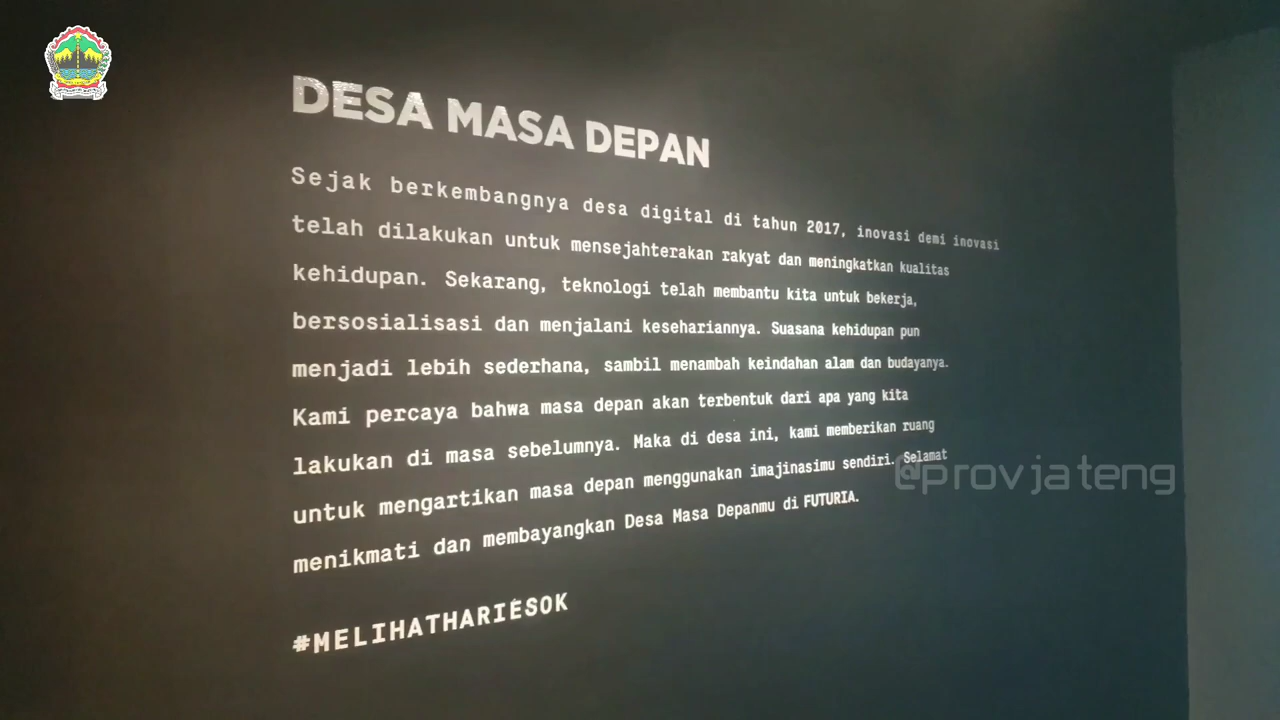 DESA MASA DEPAN
Sejak berkembangnya desa digital di tahun 2017, inovasi demi inovasi
telah dilakukan untuk mensejahterakan rakyat dan meningkatkan kualitas
kehidupan. Sekarang, teknologi telah membantu kita untuk bekerja,
bersosialisasi dan menjalani kesehariannya. Suasana kehidupan pun
menjadi lebih sederhana, sambil menambah keindahan alam dan budayanya.
Kami percaya bahwa masa depan akan terbentuk dari apa yang kita
lakukan di masa sebelumnya. Maka di desa ini, kami memberikan ruang
untuk mengartikan masa depan menggunakan imajinasimu sendiri. Selamat
menikmati dan membayangkan Desa Masa Depanmu di FUTURIA.
#MELIHATHARIESOK
@provjateng